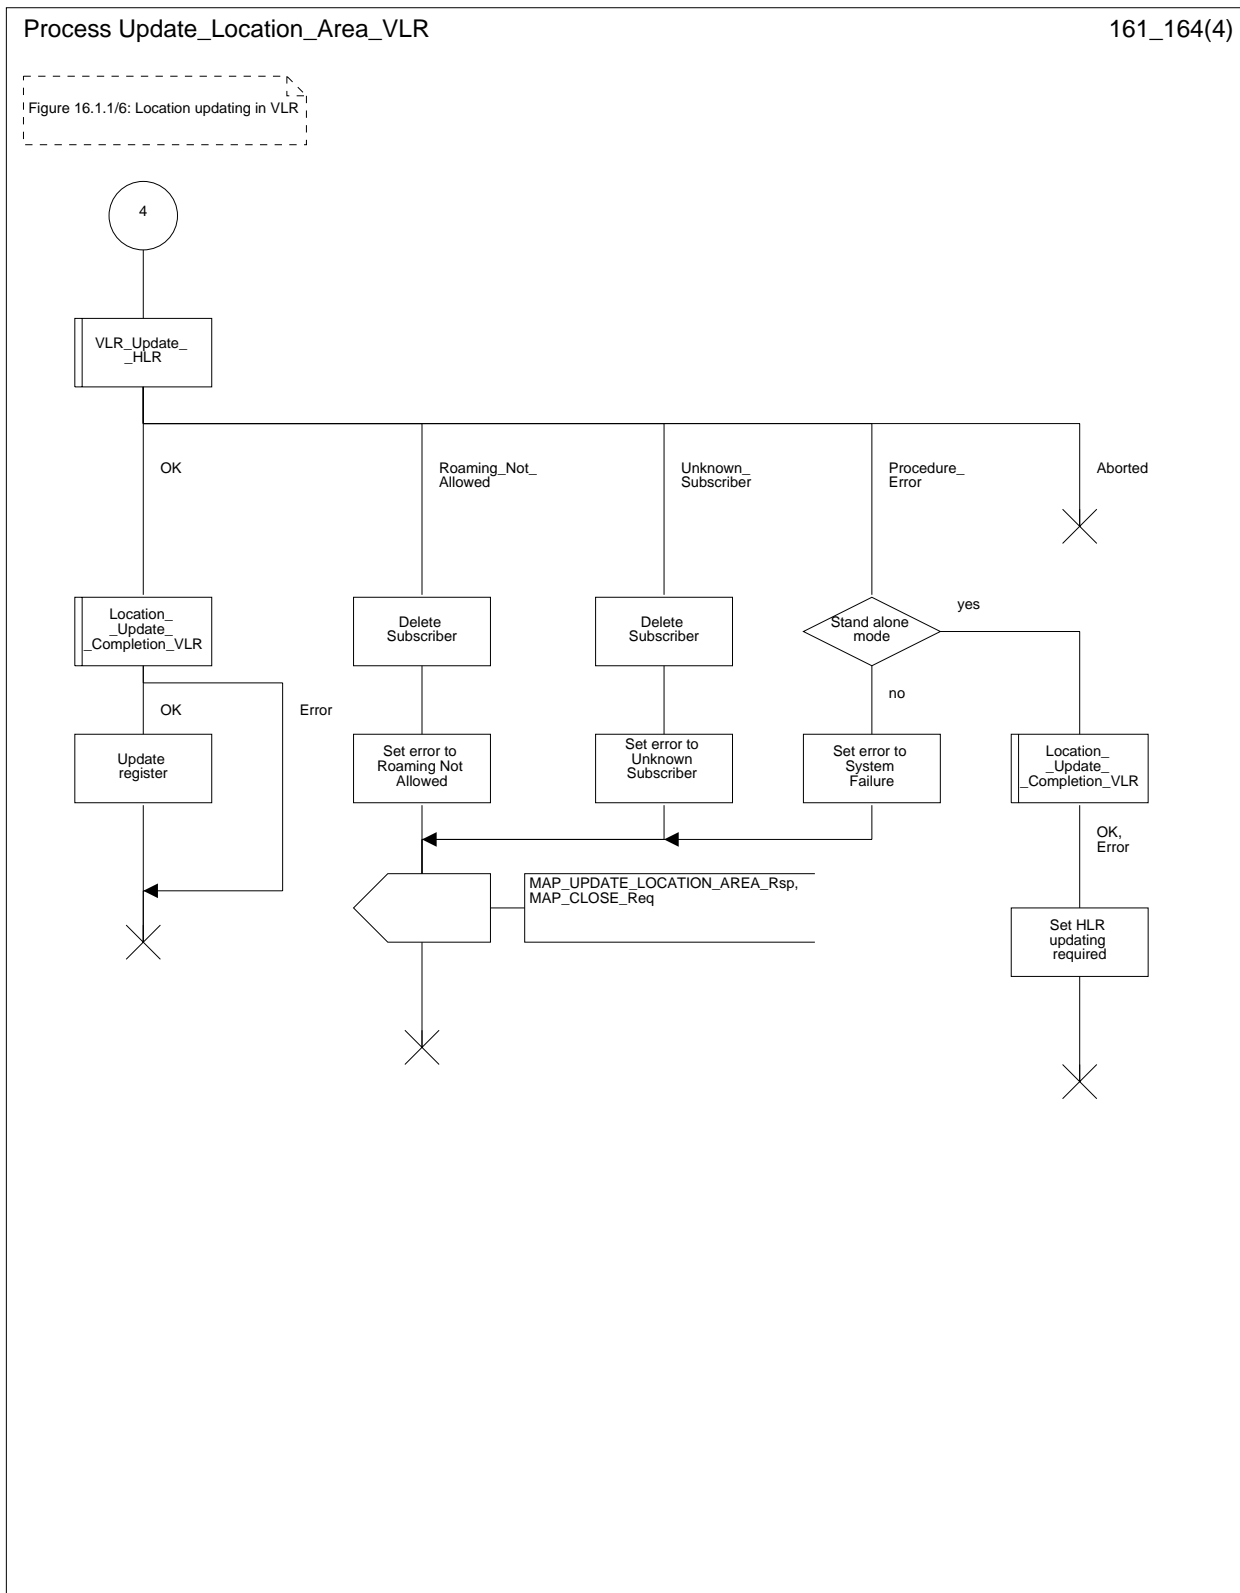 Process Update_Location_Area_VLR
161_164(4)
Figure 16.1.1/6: Location updating in VLR
4
VLR_Update_
_HLR
OK
Roaming_Not_
Allowed
Unknown_
Subscriber
Procedure_
Error
Aborted
Location_
_Update_
_Completion_VLR
Delete
Subscriber
Delete
Subscriber
Stand alone
mode
yes
no
OK
Error
Update
register
Set error to
Roaming Not
Allowed
Set error to
Unknown
Subscriber
Set error to
System
Failure
Location_
_Update_
_Completion_VLR
OK,
Error
MAP_UPDATE_LOCATION_AREA_Rsp,
MAP_CLOSE_Req
Set HLR
updating
required